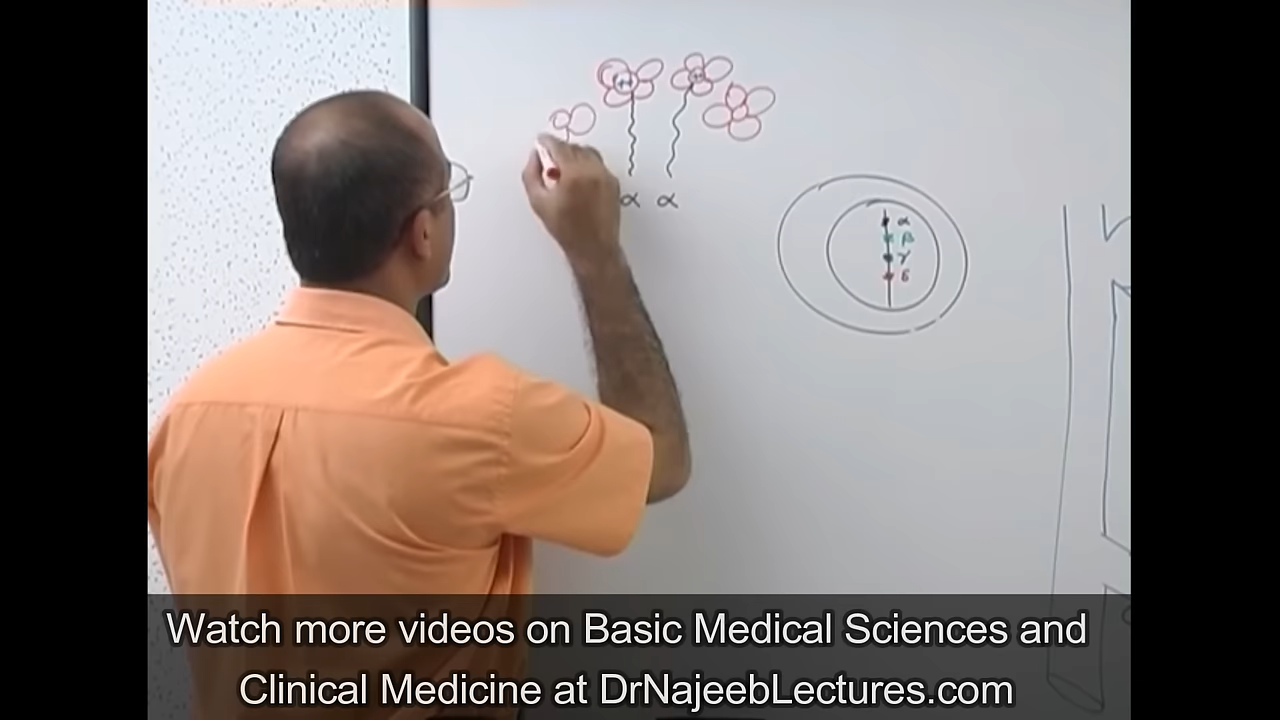 ++ ++
α α
α
β
γ
δ
Watch more videos on Basic Medical Sciences and
Clinical Medicine at DrNajeebLectures.com